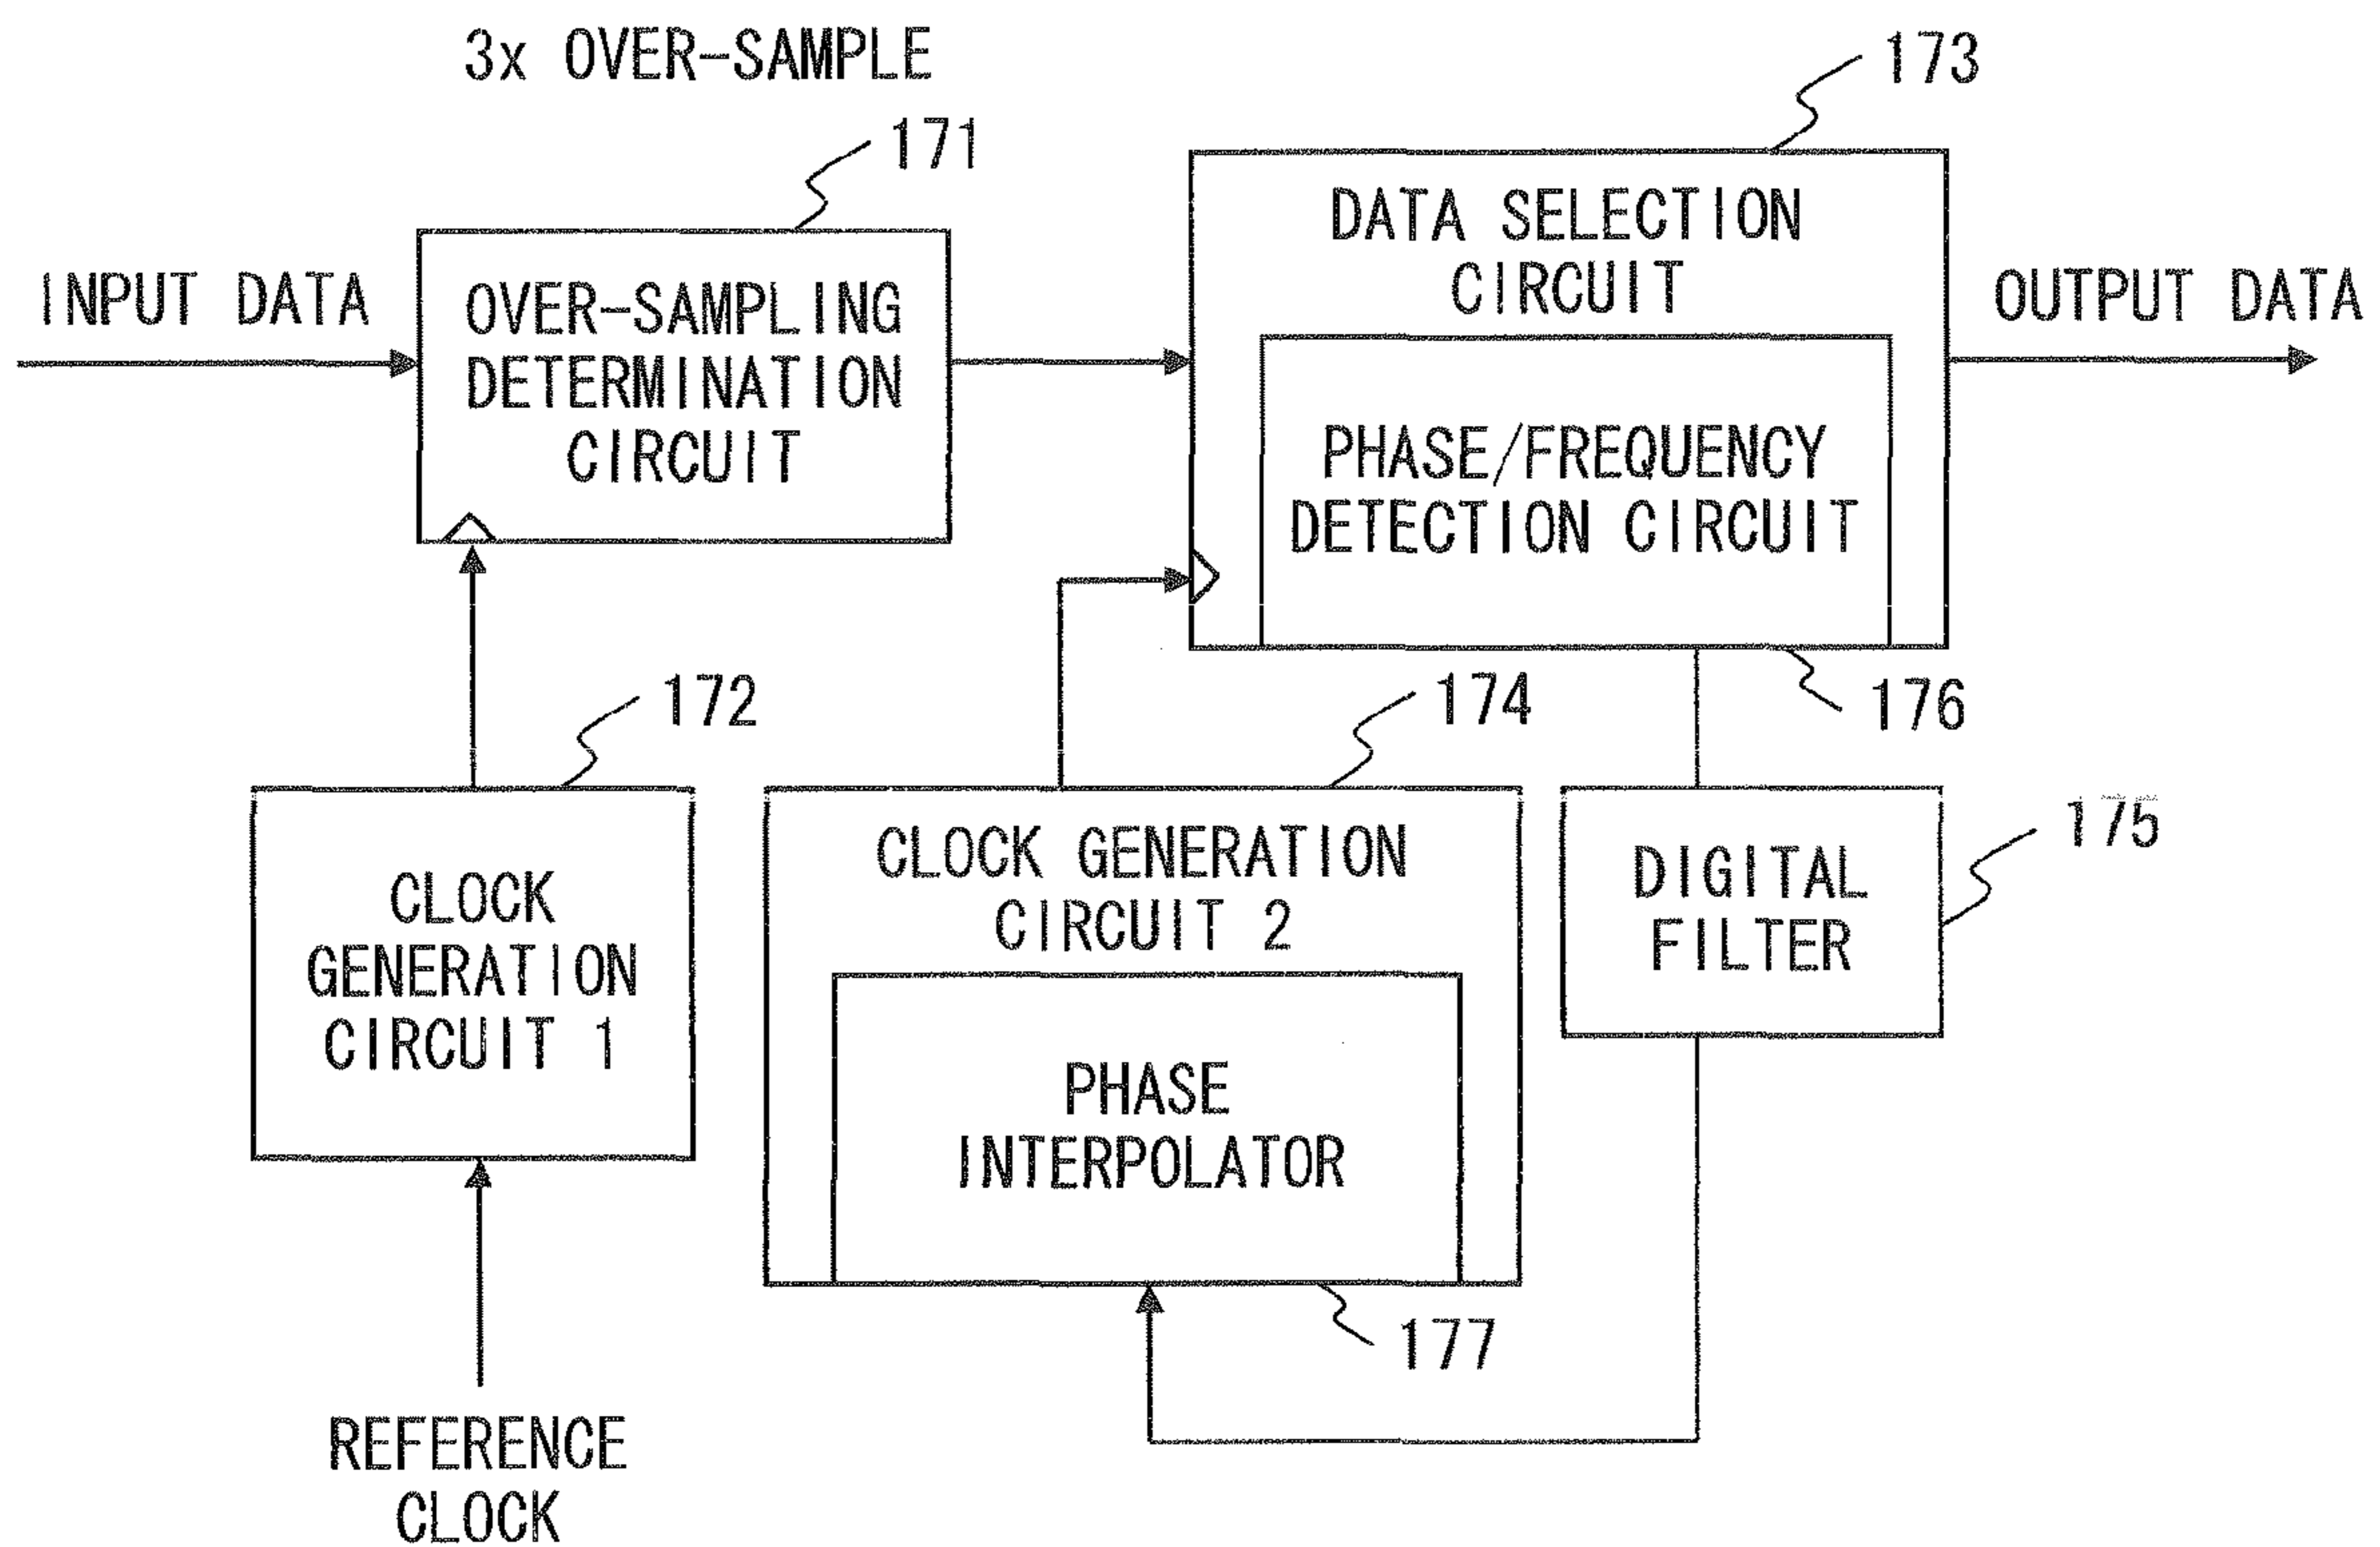 3x OVER-SAMPLE
173
171
DATA SELECTION
CIRCUIT
INPUT DATA
OVER-SAMPLING
DETERMINATION
CIRCUIT
OUTPUT DATA
PHASE/FREQUENCY
DETECTION CIRCUIT
172
174
176
CLOCK
GENERATION
CIRCUIT 1
CLOCK GENERATION
CIRCUIT 2
DIGITAL
FILTER
175
PHASE
INTERPOLATOR
177
REFERENCE
CLOCK